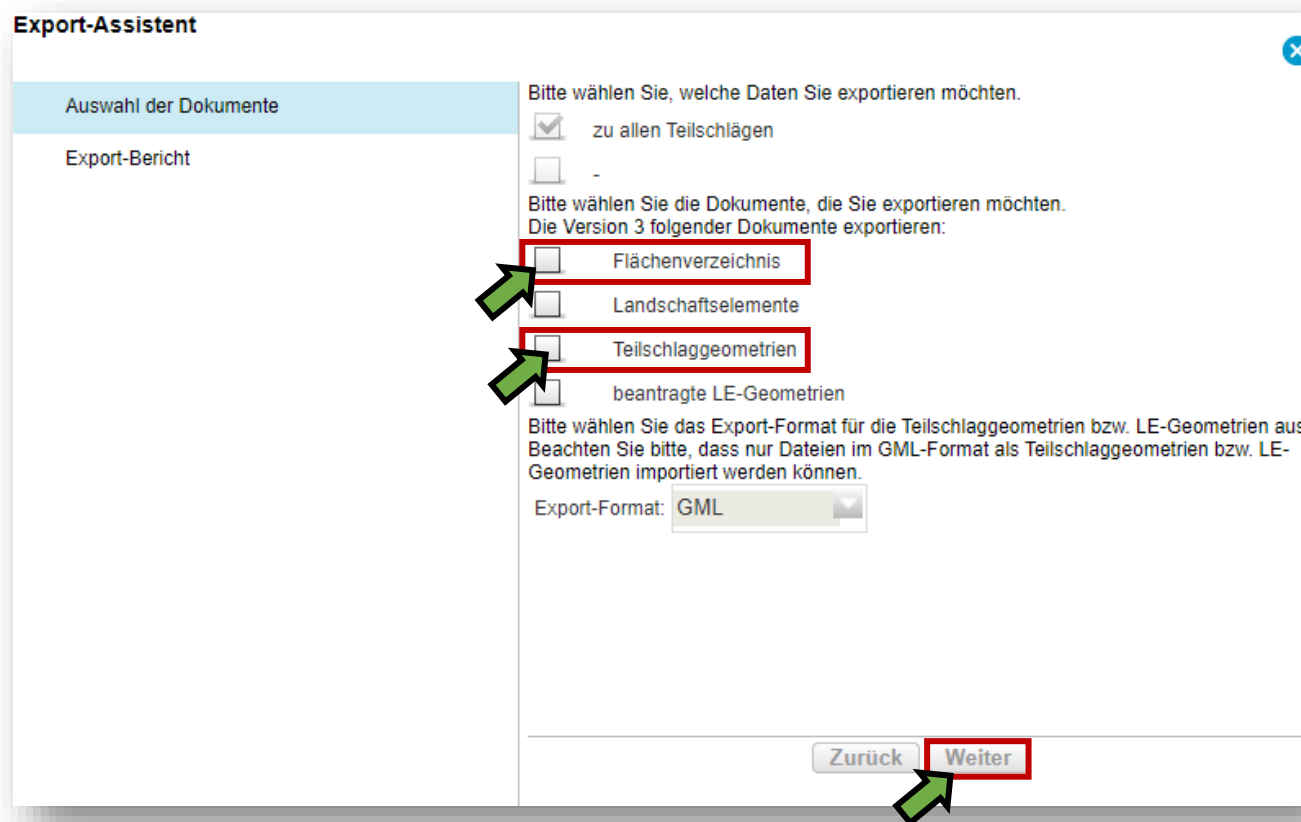 Export-Assistent
Auswahl der Dokumente
Export-Bericht
Bitte wählen Sie, welche Daten Sie exportieren möchten.
zu allen Teilschlägen
-
Bitte wählen Sie die Dokumente, die Sie exportieren möchten.
Die Version 3 folgender Dokumente exportieren:
Flächenverzeichnis
Landschaftselemente
Teilschlaggeometrien
beantragte LE-Geometrien
Bitte wählen Sie das Export-Format für die Teilschlaggeometrien bzw. LE-Geometrien aus
Beachten Sie bitte, dass nur Dateien im GML-Format als Teilschlaggeometrien bzw. LE-
Geometrien importiert werden können.
Export-Format: GML
Zurück Weiter